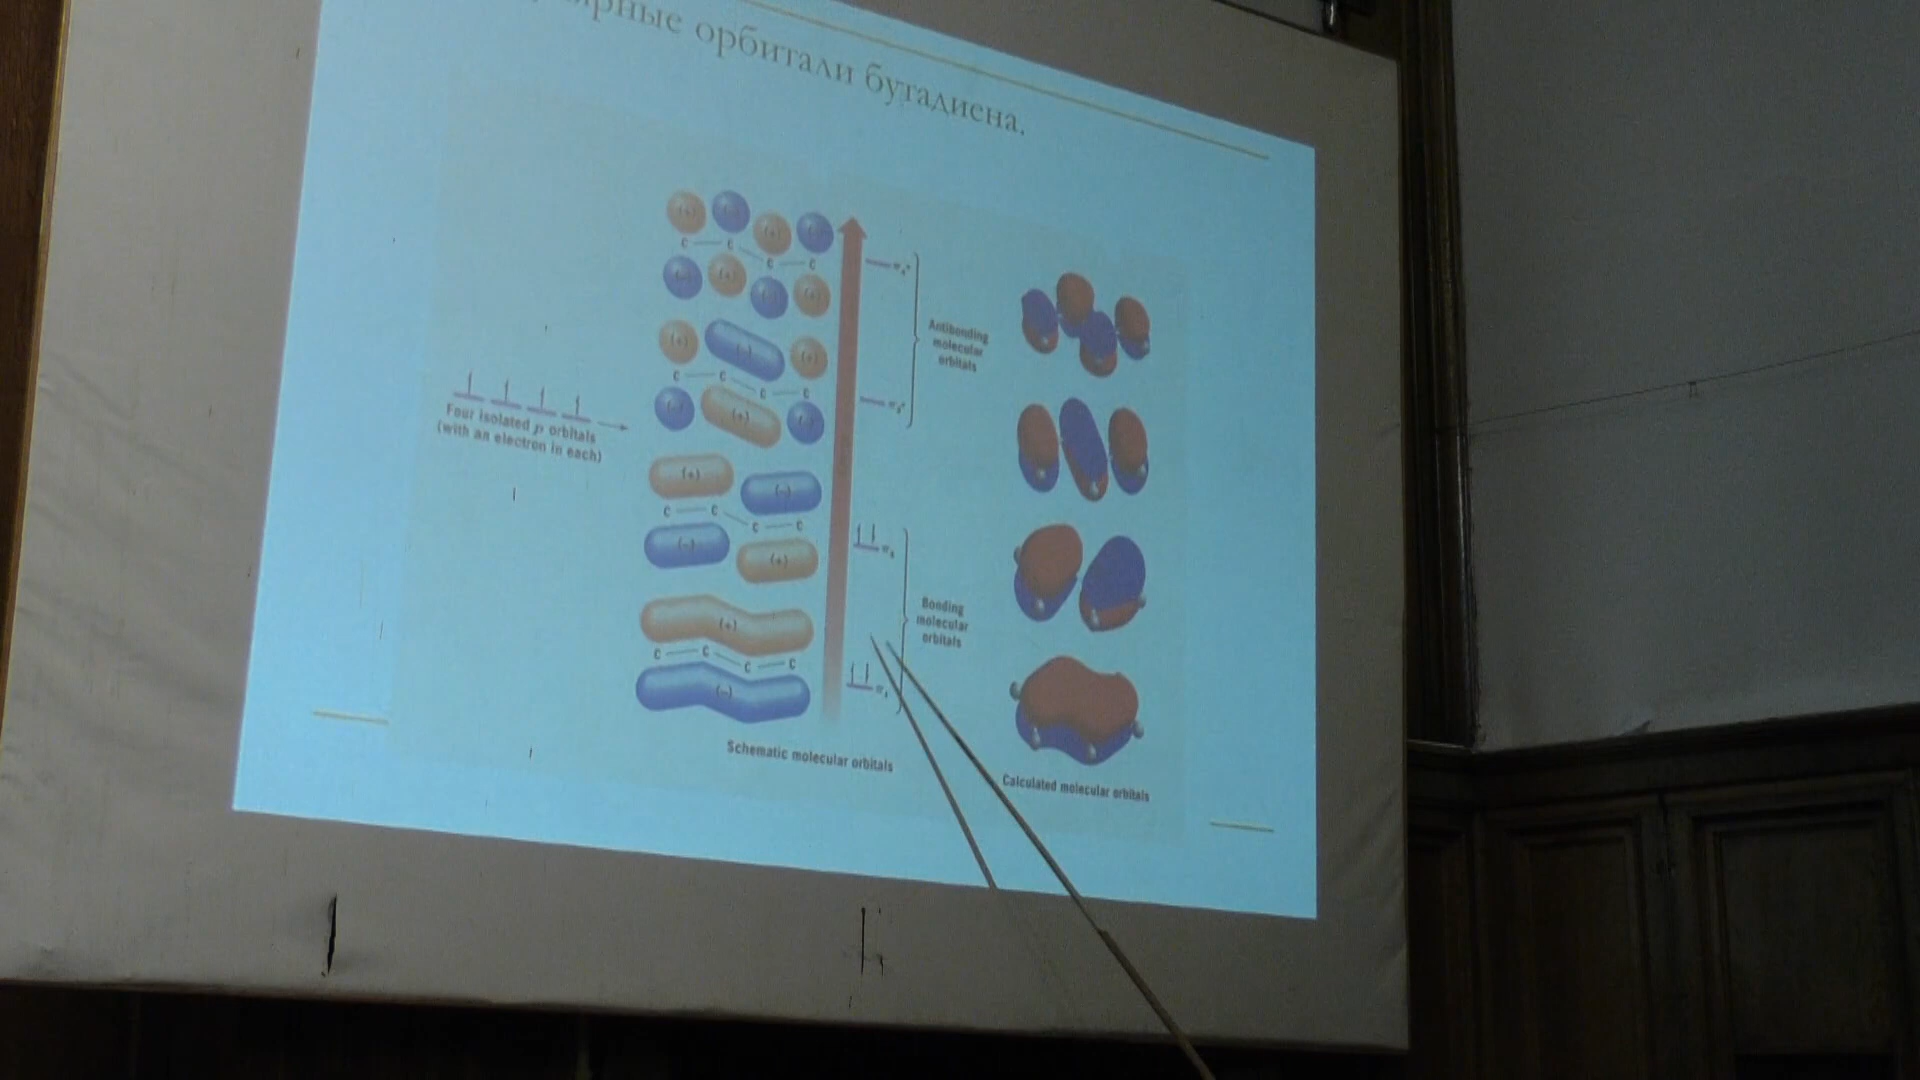 орбитали бутадиена.
(+) (-) (+) (-)
C C
C C
(-) (+) (-) (+)
Antibonding
molecular
orbitals
(+) (-) (+)
C C
C C
(-) (+) (-)
Four isolated p orbitals
(with an electron in each)
(+) (-)
C C
C C
(-) (+)
Bonding
molecular
orbitals
(+)
C C
C C
(-)
Schematic molecular orbitals
Calculated molecular orbitals